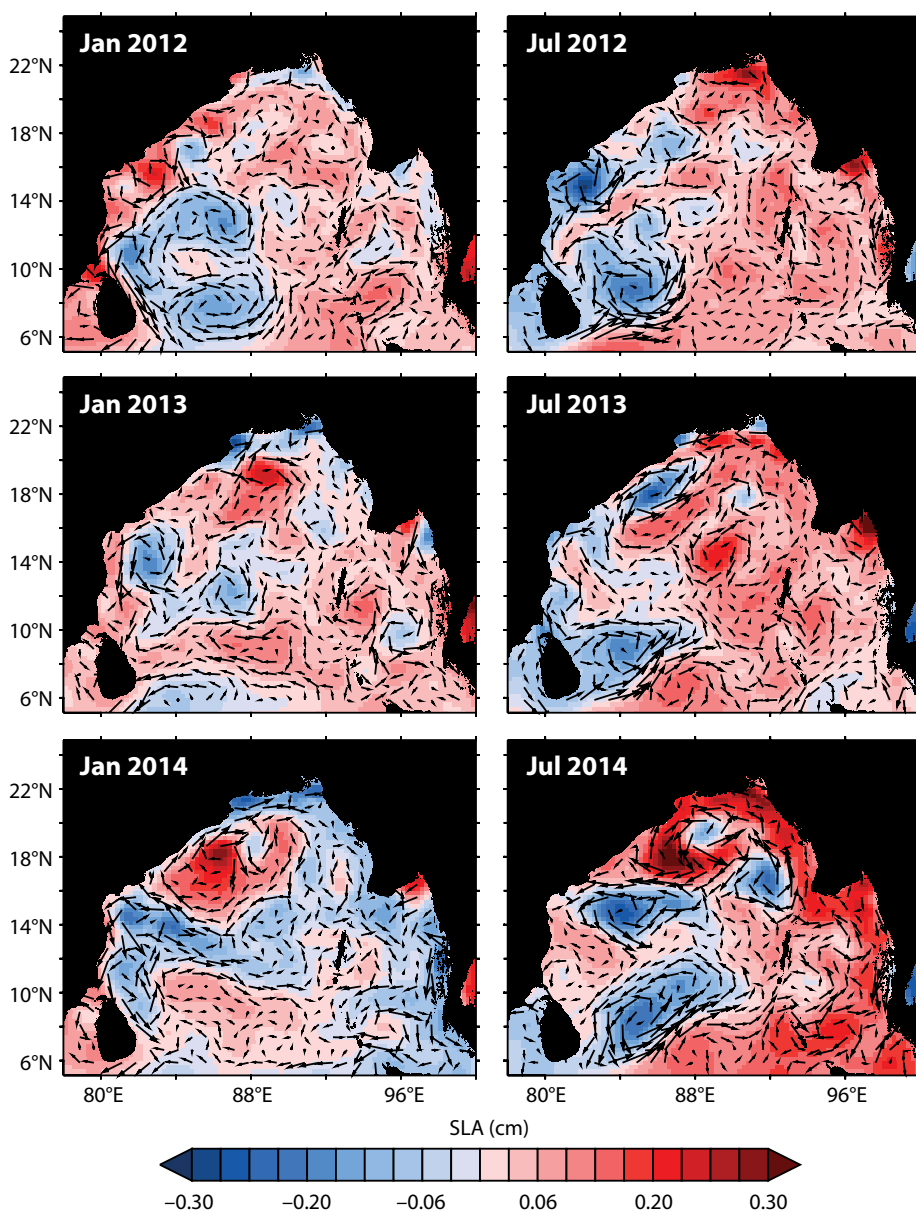 Jan 2012 Jul 2012
22°N
18°N
14°N
10°N
6°N
Jan 2013 Jul 2013
22°N
18°N
14°N
10°N
6°N
Jan 2014 Jul 2014
22°N
18°N
14°N
10°N
6°N
80°E 88°E 96°E 80°E 88°E 96°E
SLA (cm)
−0.30 −0.20 −0.06 0.06 0.20 0.30